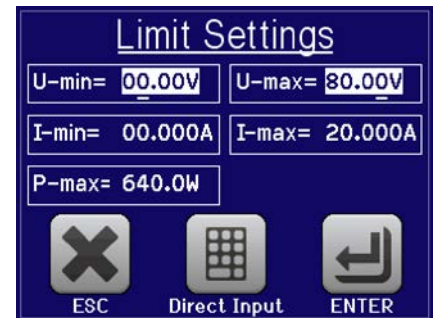 Limit Settings
U-min= 00.00V U-max= 80.00V
I-min= 00.000A I-max= 20.000A
P-max= 640.0W
ESC Direct Input ENTER